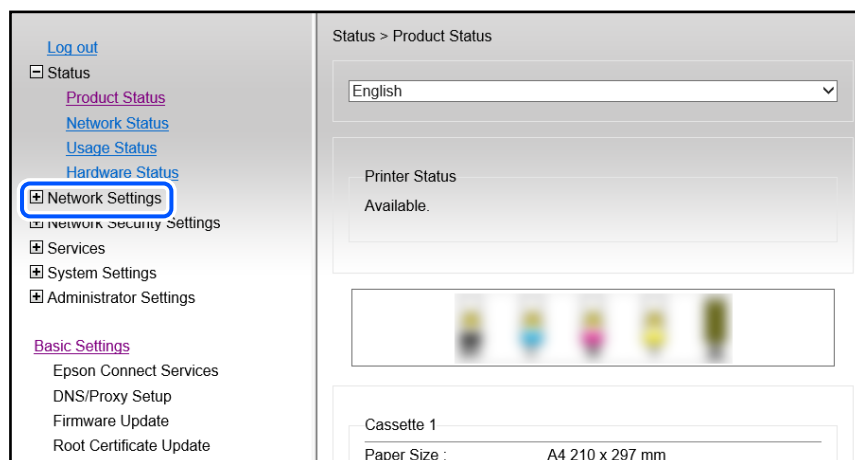 Log out
Status
Product Status
Network Status
Usage Status
Hardware Status
Network Settings
Network Security Settings
Services
System Settings
Administrator Settings
Basic Settings
Epson Connect Services
DNS/Proxy Setup
Firmware Update
Root Certificate Update
Status > Product Status
English
Printer Status
Available.
Cassette 1
Paper Size : A4 210 x 297 mm